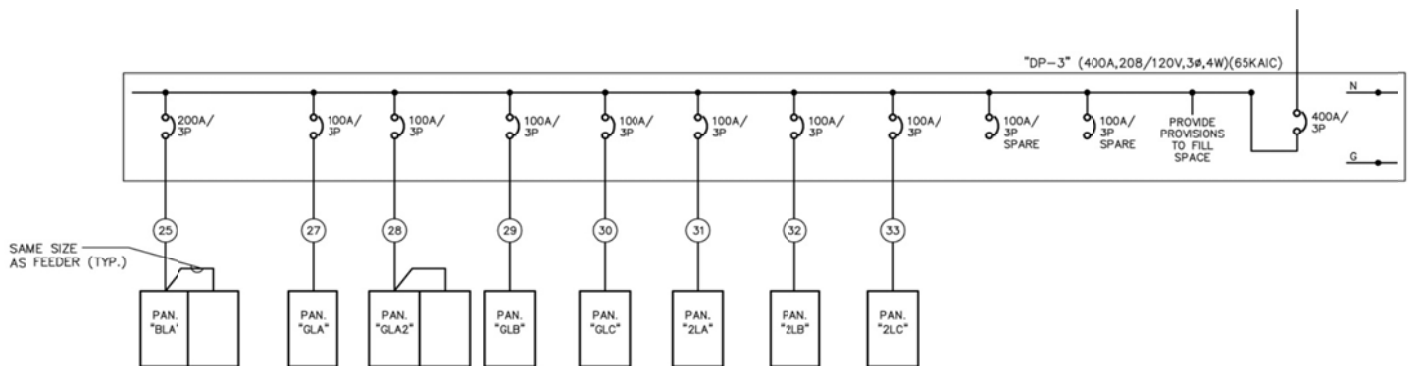 "DP-3" (400A,208/120V,3ø,4W)(65KAIC)
200A/
3P
100A/
3P
100A/
3P
100A/
3P
100A/
3P
100A/
3P
100A/
3P
100A/
3P
100A/
3P
SPARE
100A/
3P
SPARE
PROVIDE
PROVISIONS
TO FILL
SPACE
400A/
3P
N
G
25
27
28
29
30
31
32
33
SAME SIZE
AS FEEDER (TYP.)
PAN.
"BLA"
PAN.
"GLA"
PAN.
"GLA2"
PAN.
"GLB"
PAN.
"GLC"
PAN.
"2LA"
PAN.
"2LB"
PAN.
"2LC"